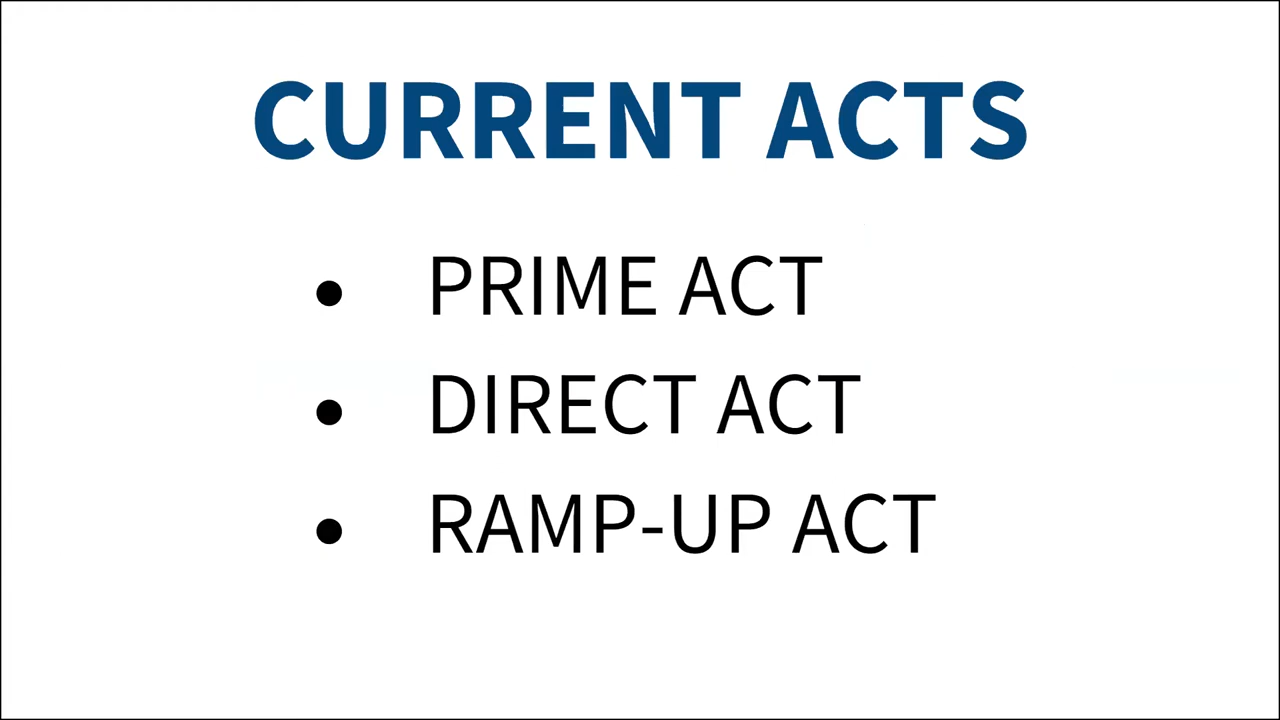 CURRENT ACTS
• PRIME ACT
• DIRECT ACT
• RAMP-UP ACT